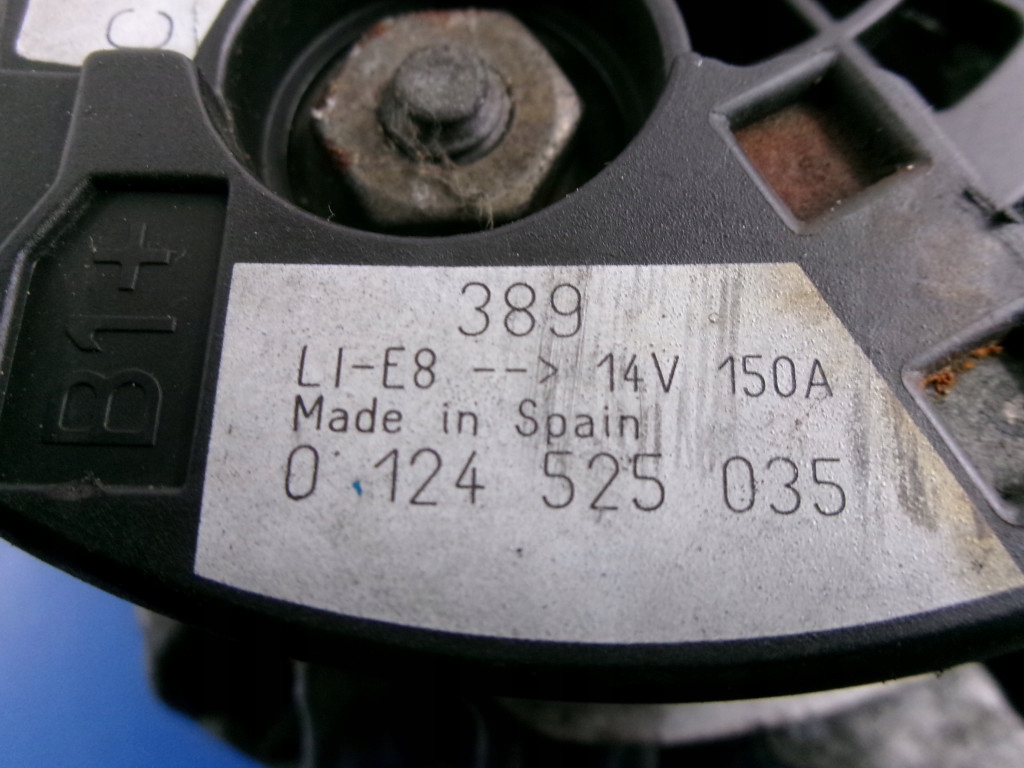 C
B1+
389
LI-E8 --> 14V 150A
Made in Spain
0 124 525 035